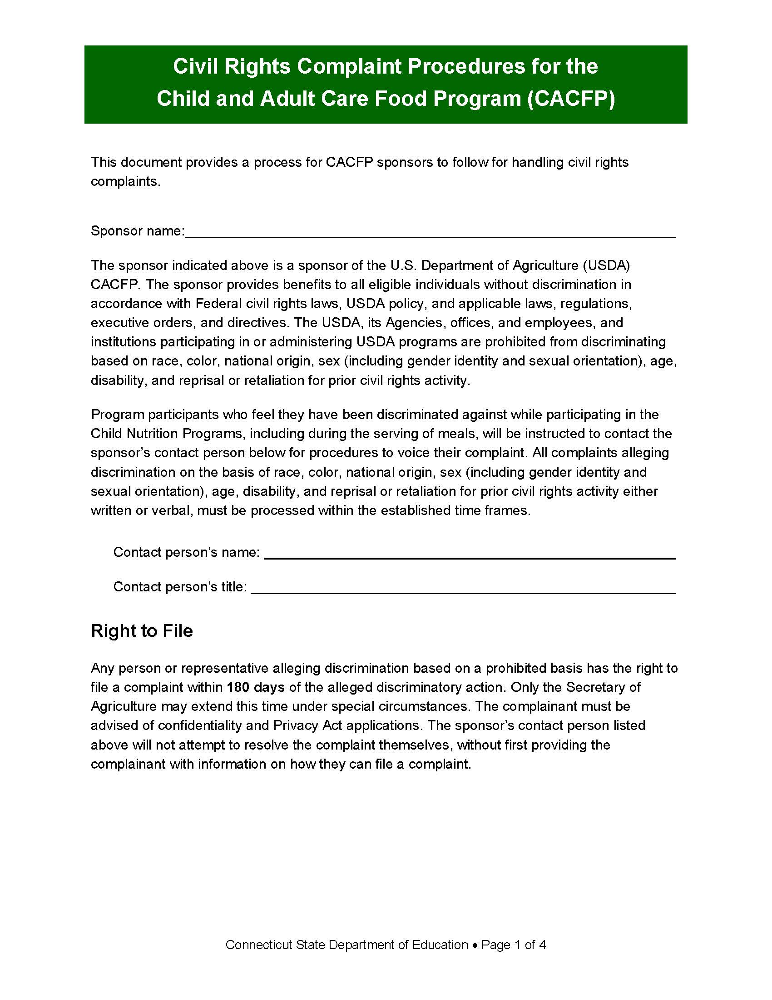 Civil Rights Complaint Procedures for the
Child and Adult Care Food Program (CACFP)
This document provides a process for CACFP sponsors to follow for handling civil rights
complaints.
Sponsor name:
The sponsor indicated above is a sponsor of the U.S. Department of Agriculture (USDA)
CACFP. The sponsor provides benefits to all eligible individuals without discrimination in
accordance with Federal civil rights laws, USDA policy, and applicable laws, regulations,
executive orders, and directives. The USDA, its Agencies, offices, and employees, and
institutions participating in or administering USDA programs are prohibited from discriminating
based on race, color, national origin, sex (including gender identity and sexual orientation), age,
disability, and reprisal or retaliation for prior civil rights activity.
Program participants who feel they have been discriminated against while participating in the
Child Nutrition Programs, including during the serving of meals, will be instructed to contact the
sponsor’s contact person below for procedures to voice their complaint. All complaints alleging
discrimination on the basis of race, color, national origin, sex (including gender identity and
sexual orientation), age, disability, and reprisal or retaliation for prior civil rights activity either
written or verbal, must be processed within the established time frames.
Contact person’s name:
Contact person’s title:
Right to File
Any person or representative alleging discrimination based on a prohibited basis has the right to
file a complaint within 180 days of the alleged discriminatory action. Only the Secretary of
Agriculture may extend this time under special circumstances. The complainant must be
advised of confidentiality and Privacy Act applications. The sponsor’s contact person listed
above will not attempt to resolve the complaint themselves, without first providing the
complainant with information on how they can file a complaint.
Connecticut State Department of Education • Page 1 of 4